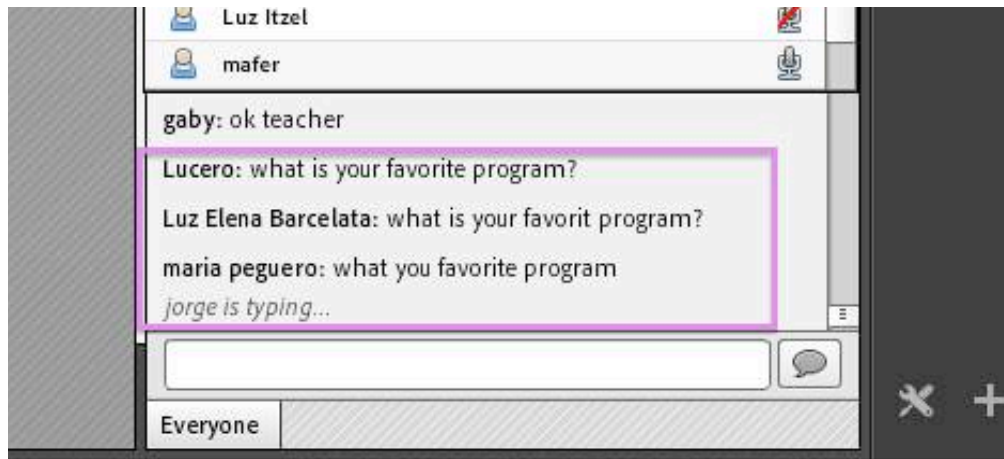 Luz Itzel
mafer
gaby: ok teacher
Lucero: what is your favorite program?
Luz Elena Barcelata: what is your favorit program?
maria peguero: what you favorite program
jorge is typing...
Everyone